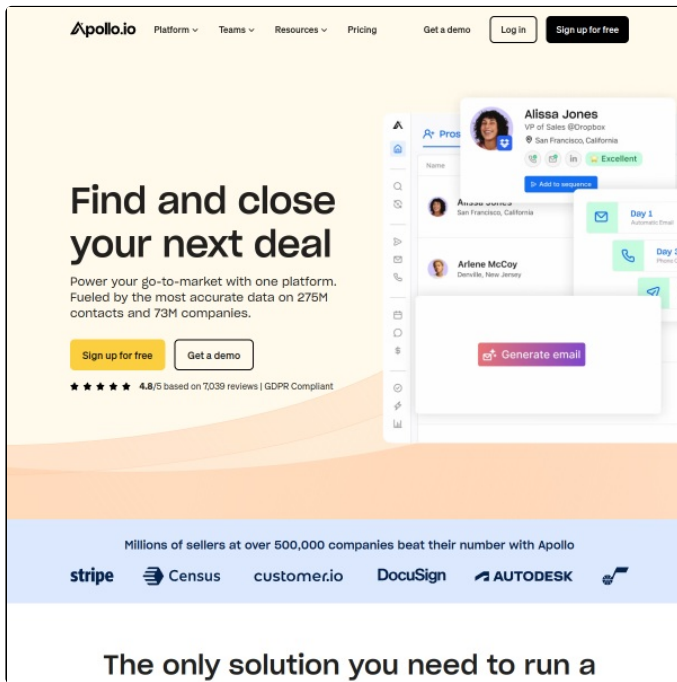 Apollo.io Platform Teams Resources Pricing Get a demo Log in Sign up for free
Find and close
your next deal
Power your go-to-market with one platform.
Fueled by the most accurate data on 275M
contacts and 73M companies.
Sign up for free Get a demo
4.8/5 based on 7,039 reviews | GDPR Compliant
Name
San Francisco, California
Arlene McCoy
Denville, New Jersey
Alissa Jones
VP of Sales @Dropbox
San Francisco, California
in Excellent
Add to sequence
Day 1
Automatic Email
Generate email
Millions of sellers at over 500,000 companies beat their number with Apollo
stripe Census customer.io DocuSign AUTODESK
The only solution you need to run a